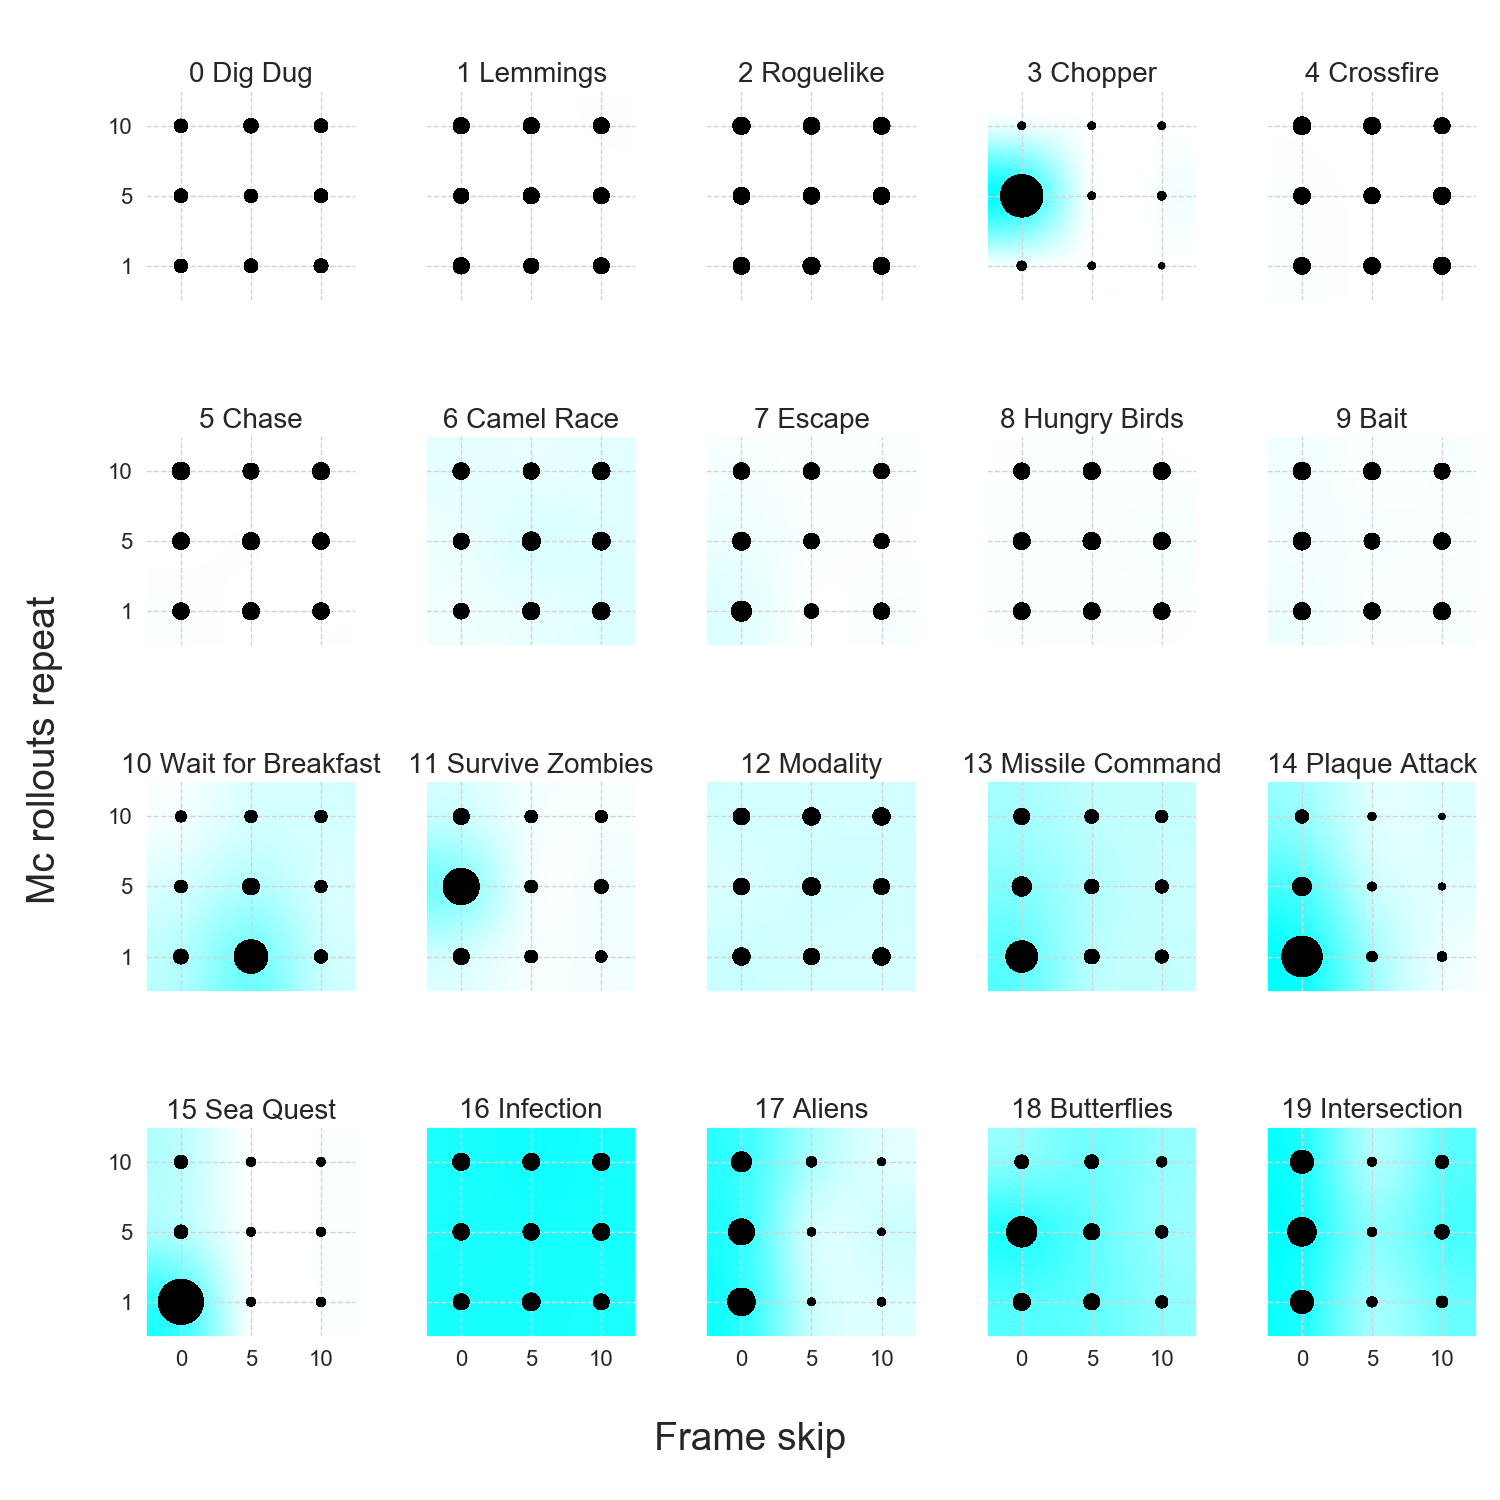 0 Dig Dug
1 Lemmings
2 Roguelike
3 Chopper
4 Crossfire
10
5
1
5 Chase
6 Camel Race
7 Escape
8 Hungry Birds
9 Bait
10
5
1
Mc rollouts repeat
10 Wait for Breakfast
11 Survive Zombies
12 Modality
13 Missile Command
14 Plaque Attack
10
5
1
15 Sea Quest
16 Infection
17 Aliens
18 Butterflies
19 Intersection
10
5
1
0 5 10
0 5 10
0 5 10
0 5 10
0 5 10
Frame skip